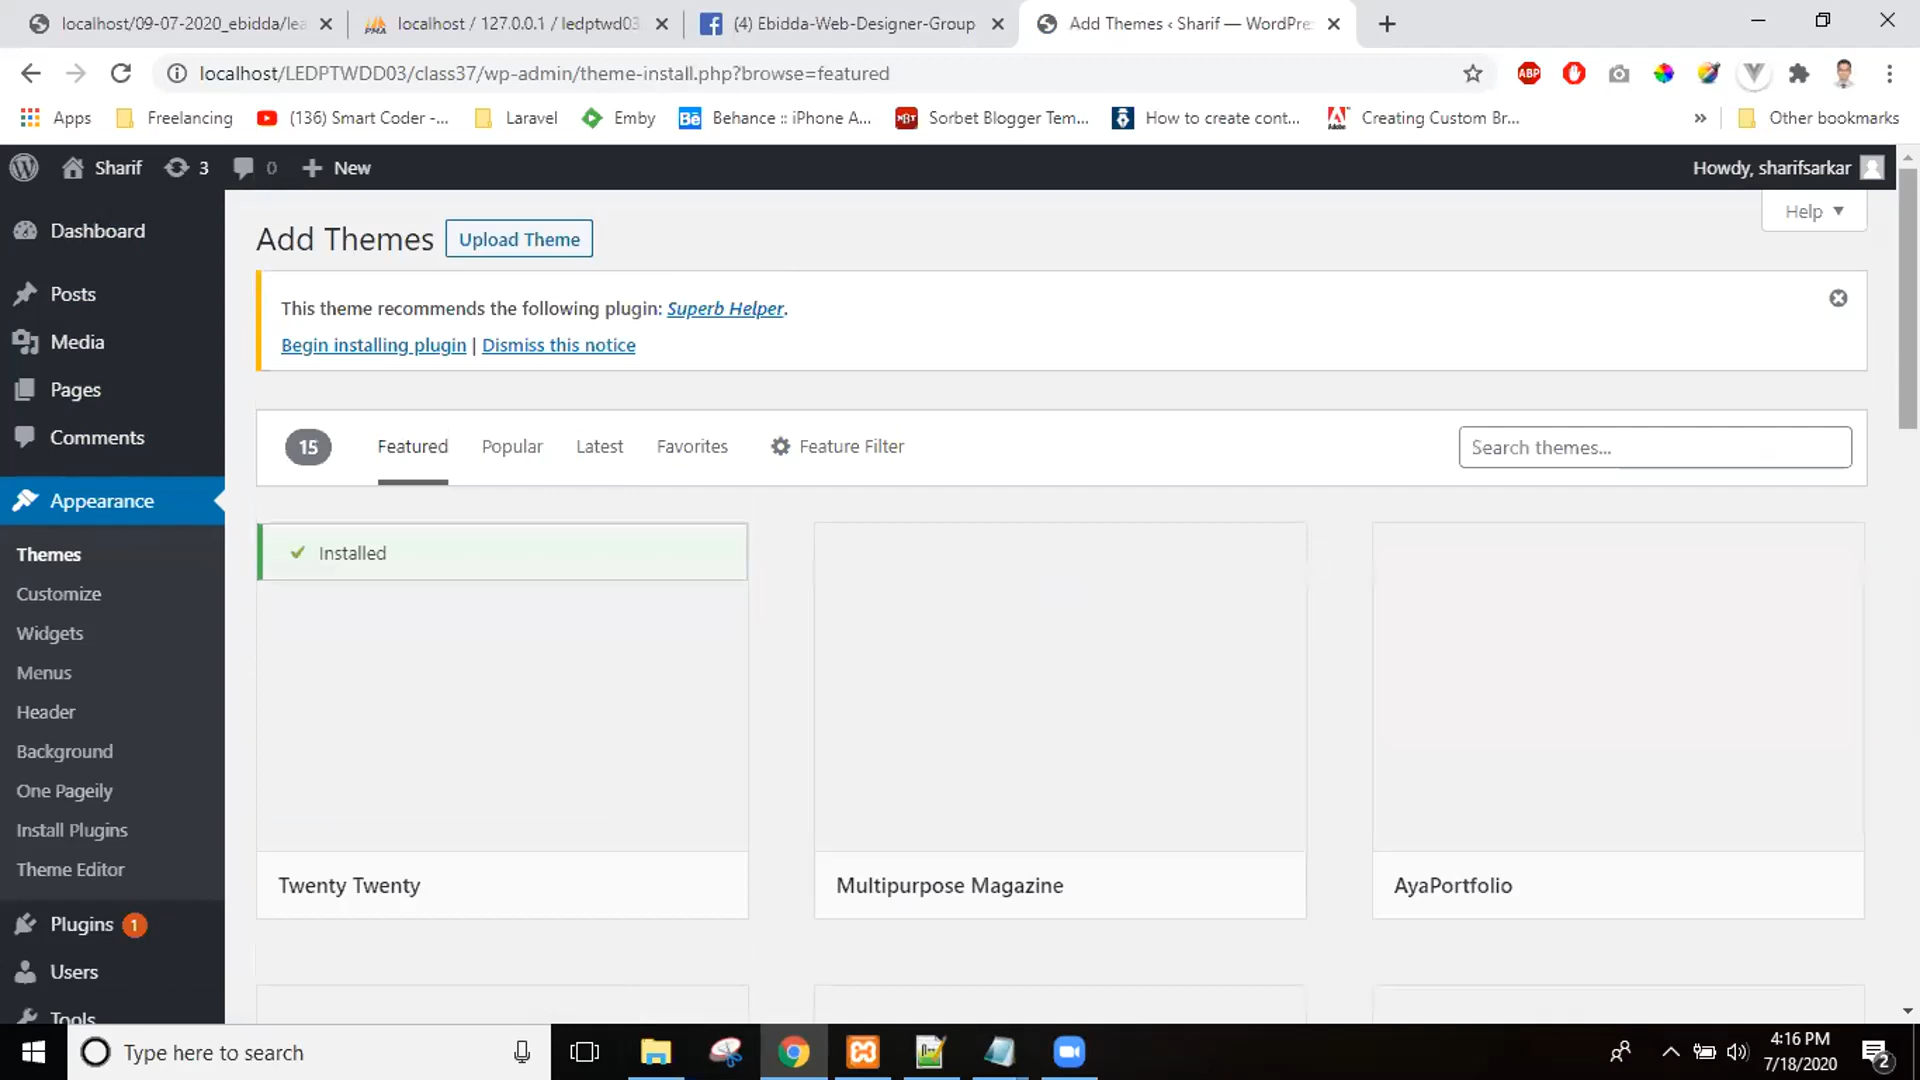 localhost/09-07-2020_ebidda/lea
localhost / 127.0.0.1 / ledptwd03
(4) Ebidda-Web-Designer-Group
Add Themes ‹ Sharif — WordPre
localhost/LEDPTWDD03/class37/wp-admin/theme-install.php?browse=featured
ABP
Apps
Freelancing
(136) Smart Coder -...
Laravel
Emby
Behance :: iPhone A...
Sorbet Blogger Tem...
How to create cont...
Creating Custom Br...
»
Other bookmarks
Sharif
3
0
New
Howdy, sharifsarkar
Help
Dashboard
Posts
Media
Pages
Comments
Appearance
Themes
Customize
Widgets
Menus
Header
Background
One Pageily
Install Plugins
Theme Editor
Plugins 1
Users
Tools
Add Themes
Upload Theme
This theme recommends the following plugin: Superb Helper.
Begin installing plugin | Dismiss this notice
15
Featured
Popular
Latest
Favorites
Feature Filter
Search themes...
Installed
Twenty Twenty
Multipurpose Magazine
AyaPortfolio
Type here to search
4:16 PM
7/18/2020
2